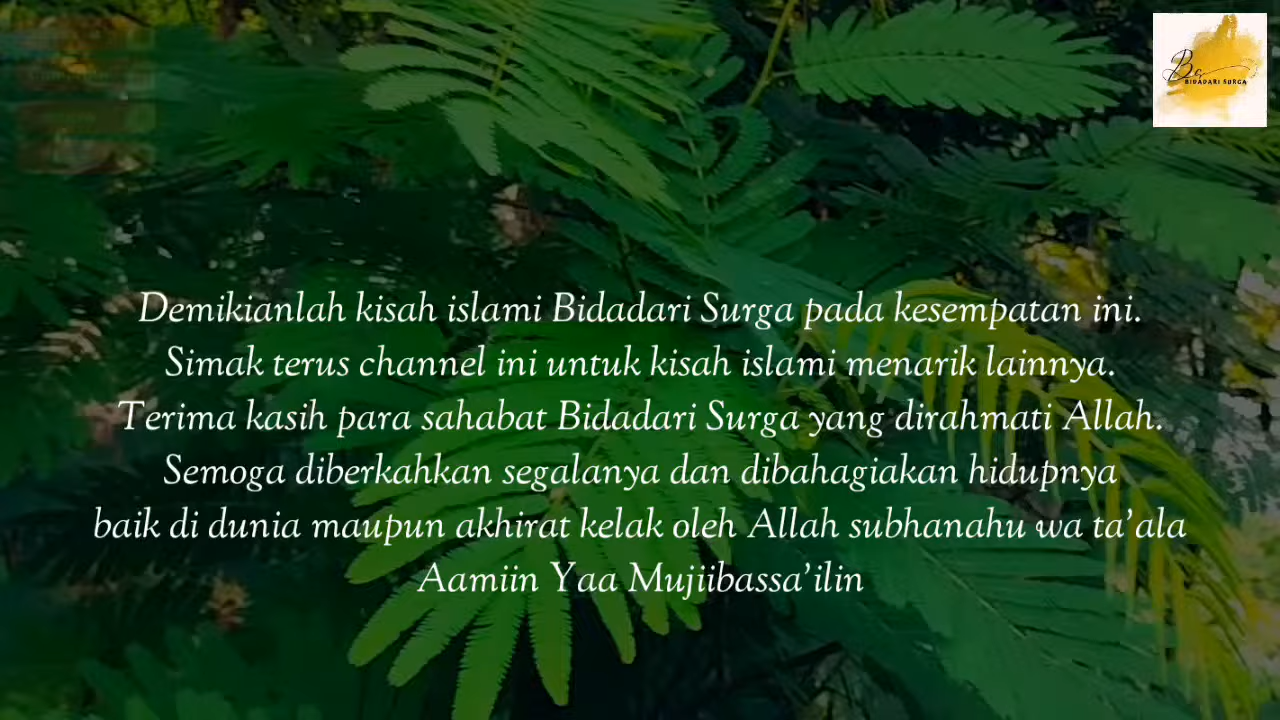 Bs
BIDADARI SURGA
Demikianlah kisah islami Bidadari Surga pada kesempatan ini.
Simak terus channel ini untuk kisah islami menarik lainnya.
Terima kasih para sahabat Bidadari Surga yang dirahmati Allah.
Semoga diberkahkan segalanya dan dibahagiakan hidupnya
baik di dunia maupun akhirat kelak oleh Allah subhanahu wa ta'ala
Aamiin Yaa Mujiibassa'ilin